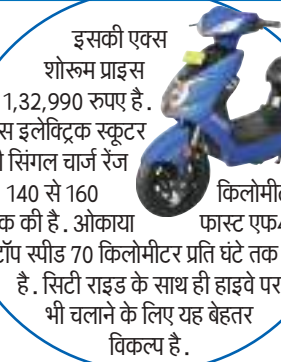 इसकी एक्स
शोरूम प्राइस
1,32,990 रुपए है.
इलेक्ट्रिक स्कूटर
सिंगल चार्ज रेंज
140 से 160
किलोमीटर
की है. ओकाया फास्ट
टॉप स्पीड 70 किलोमीटर प्रति घंटे तक
है. सिटी राइड के साथ ही हाइवे पर
भी चलाने के लिए यह बेहतर
विकल्प है.